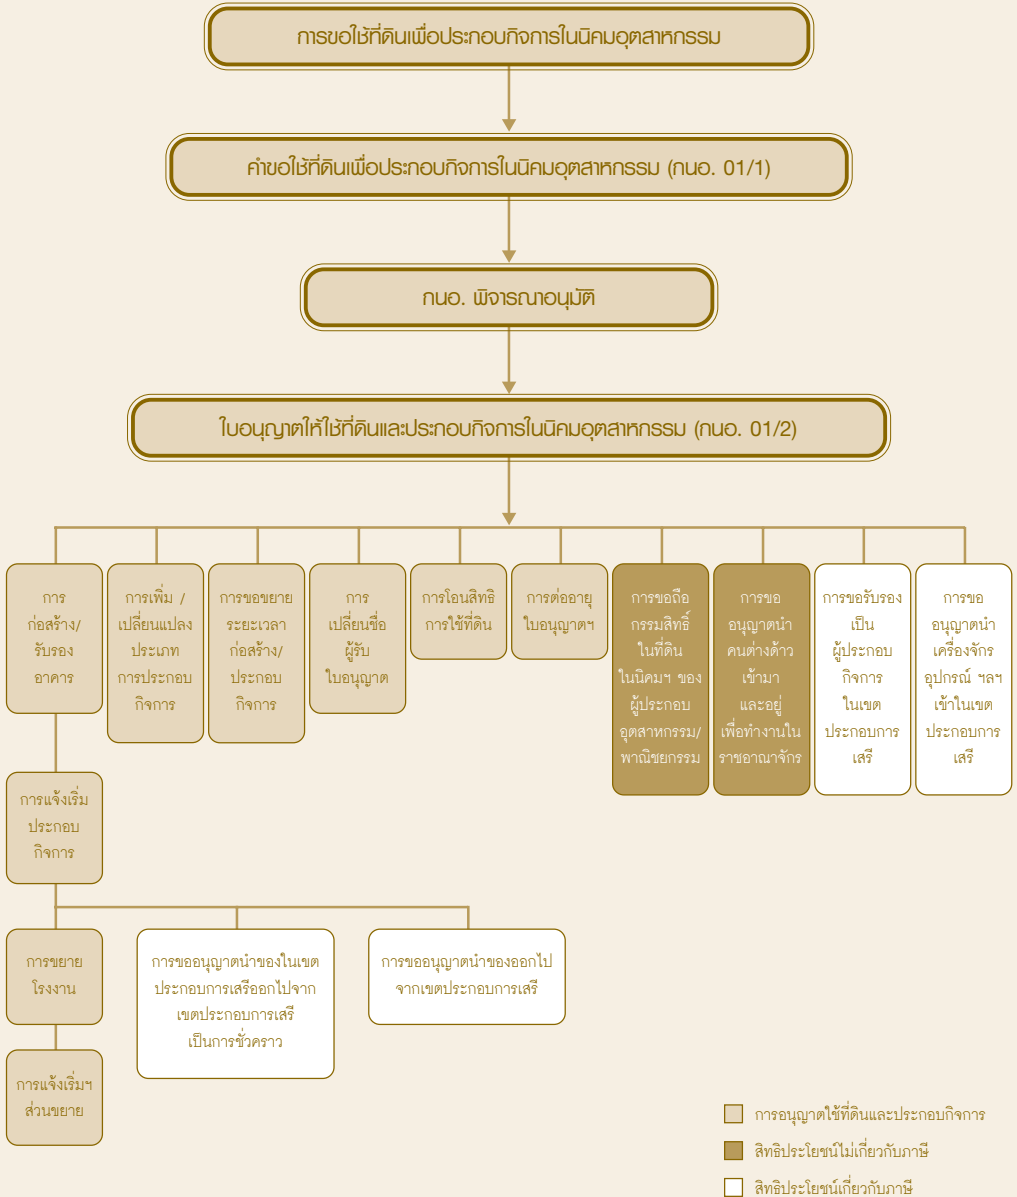 การขอใช้ที่ดินเพื่อประกอบกิจการในนิคมอุตสาหกรรม
คำขอใช้ที่ดินเพื่อประกอบกิจการในนิคมอุตสาหกรรม (กนอ. 01/1)
กนอ. พิจารณาอนุมัติ
ใบอนุญาตให้ใช้ที่ดินและประกอบกิจการในนิคมอุตสาหกรรม (กนอ. 01/2)
การ
ก่อสร้าง/
รับรอง
อาคาร
การเพิ่ม /
เปลี่ยนแปลง
ประเภท
การประกอบ
กิจการ
การขอขยาย
ระยะเวลา
ก่อสร้าง/
ประกอบ
กิจการ
การ
เปลี่ยนชื่อ
ผู้รับ
ใบอนุญาต
การโอนสิทธิ
การใช้ที่ดิน
การต่ออายุ
ใบอนุญาตฯ
การขอถือ
กรรมสิทธิ์
ในที่ดิน
ในนิคมฯ ของ
ผู้ประกอบ
อุตสาหกรรม/
พาณิชยกรรม
การขอ
อนุญาตนำ
คนต่างด้าว
เข้ามา
และอยู่
เพื่อทำงานใน
ราชอาณาจักร
การขอรับรอง
เป็น
ผู้ประกอบ
กิจการ
ในเขต
ประกอบการ
เสรี
การขอ
อนุญาตนำ
เครื่องจักร
อุปกรณ์ ฯลฯ
เข้าในเขต
ประกอบการ
เสรี
การแจ้งเริ่ม
ประกอบ
กิจการ
การขยาย
โรงงาน
การขออนุญาตนำของในเขต
ประกอบการเสรีออกไปจาก
เขตประกอบการเสรี
เป็นการชั่วคราว
การขออนุญาตนำของออกไป
จากเขตประกอบการเสรี
การแจ้งเริ่มฯ
ส่วนขยาย
การอนุญาตใช้ที่ดินและประกอบกิจการ
สิทธิประโยชน์ไม่เกี่ยวกับภาษี
สิทธิประโยชน์เกี่ยวกับภาษี